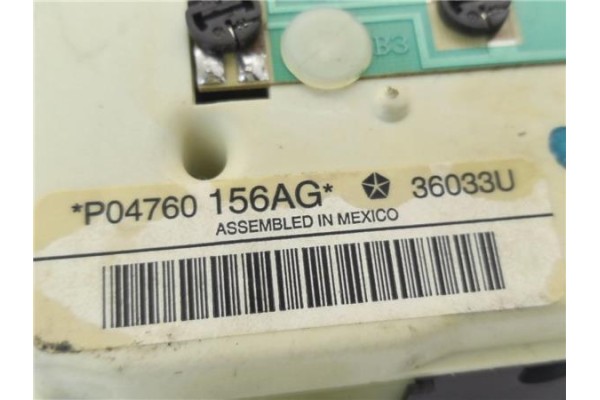 B3
*P04760 156AG* 36033U
ASSEMBLED IN MEXICO